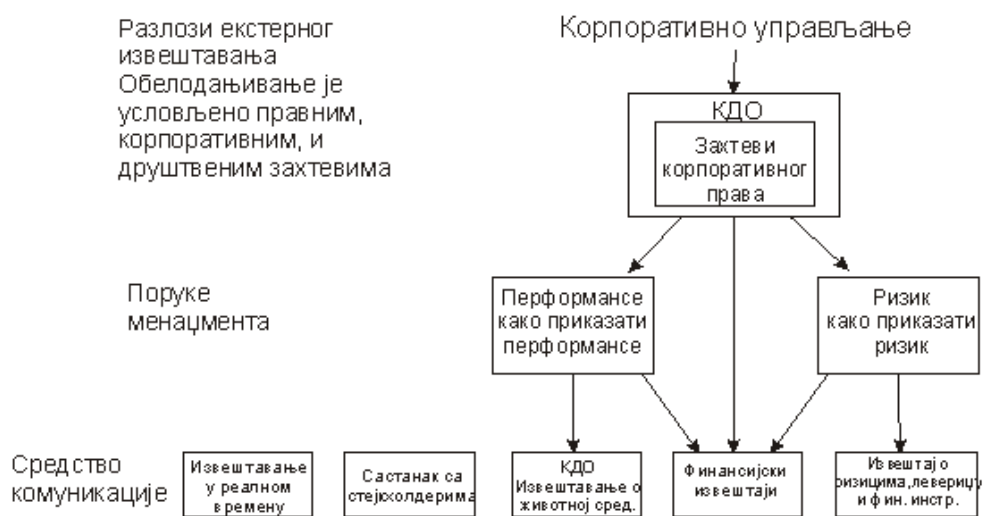 Разлози екстерног
извештавања
Обелодањивање је
условљено правним,
корпоративним, и
друштвеним захтевима
Корпоративно управљање
КДО
Захтеви
корпоративног
права
Поруке
менаџмента
Перформансе
како приказати
перформансе
Ризик
како приказати
ризик
Средство
комуникације
Извештавање
у реалном
времену
Састанак са
стејкхолдерима
КДО
Извештавање о
животној сред.
Финансијски
извештаји
Извештај о
ризицима, левериџу
и фин. инстр.